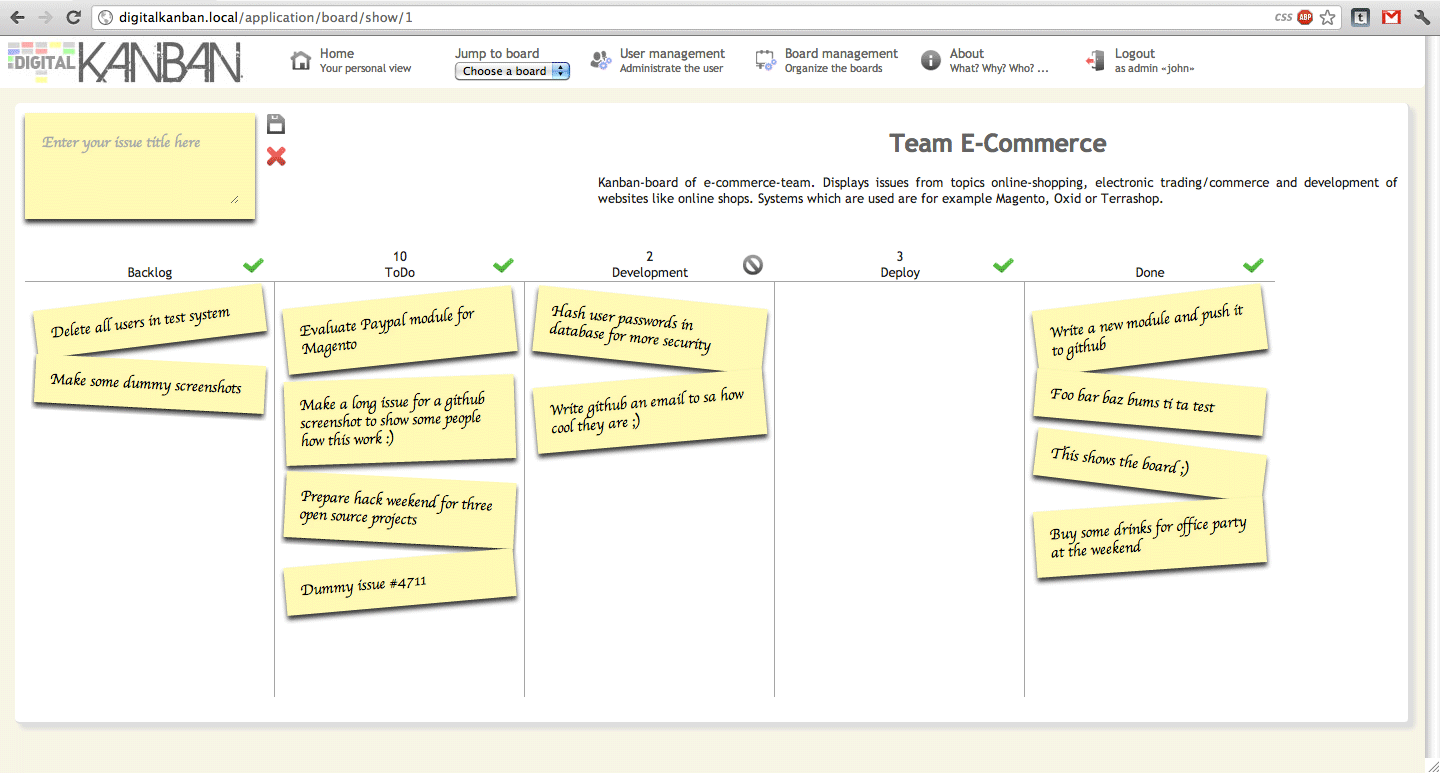 digitalkanban.local/application/board/show/1
css ABP t
DIGITAL KANBAN
Home
Your personal view
Jump to board
Choose a board
User management
Administrate the user
Board management
Organize the boards
About
What? Why? Who? ...
Logout
as admin «john»
Enter your issue title here
Team E-Commerce
Kanban-board of e-commerce-team. Displays issues from topics online-shopping, electronic trading/commerce and development of
websites like online shops. Systems which are used are for example Magento, Oxid or Terrashop.
Backlog
10
ToDo
2
Development
3
Deploy
Done
Delete all users in test system
Make some dummy screenshots
Evaluate Paypal module for
Magento
Make a long issue for a github
screenshot to show some people
how this work :)
Prepare hack weekend for three
open source projects
Dummy issue #4711
Hash user passwords in
database for more security
Write github an email to sa how
cool they are ;)
Write a new module and push it
to github
Foo bar baz bums ti ta test
This shows the board ;)
Buy some drinks for office party
at the weekend